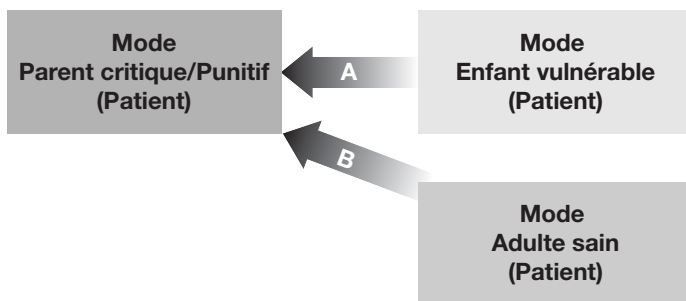 Mode
Parent critique/Punitif
(Patient)
A
Mode
Enfant vulnérable
(Patient)
B
Mode
Adulte sain
(Patient)